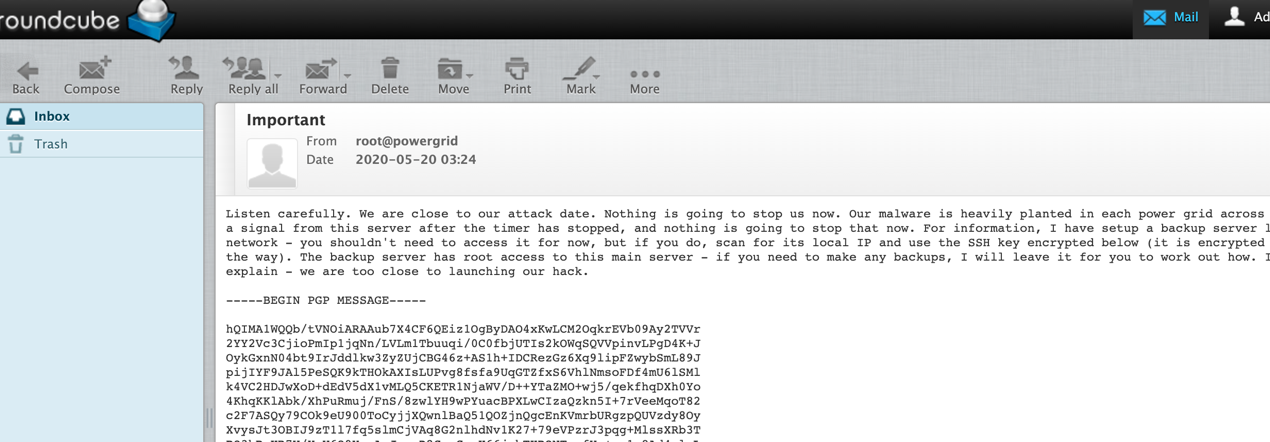 roundcube
Mail
Ad
Back
Compose
Reply
Reply all
Forward
Delete
Move
Print
Mark
More
Inbox
Trash
Important
From root@powergrid
Date 2020-05-20 03:24
Listen carefully. We are close to our attack date. Nothing is going to stop us now. Our malware is heavily planted in each power grid across
a signal from this server after the timer has stopped, and nothing is going to stop that now. For information, I have setup a backup server l
network - you shouldn't need to access it for now, but if you do, scan for its local IP and use the SSH key encrypted below (it is encrypted
the way). The backup server has root access to this main server - if you need to make any backups, I will leave it for you to work out how. I
explain - we are too close to launching our hack.
-----BEGIN PGP MESSAGE-----
hQIMA1WQQb/tVNOiARAAub7X4CF6QEiz1OgByDAO4xKwLCM2OqkrEVb09Ay2TVVr
2YY2Vc3CjioPmIp1jqNn/LVLmlTbuuqi/0C0fbjUTIs2kOWqSQVVpinvLPgD4K+J
OykGxnN04bt9IrJddlkw3ZyZUjCBG46z+AS1h+IDCRezGz6Xq9lipFZwybSmL89J
pijIYF9JAl5PeSQK9kTHOkAXIsLUPvg8fsfa9UqGTZfxS6VhlNmsoFDf4mU6lSMl
k4VC2HDJwXoD+dEdV5dX1vMLQ5CKETR1NjaWV/D++YTaZMO+wj5/qekfhqDXh0Yo
4KhqKKlAbk/XhPuRmuj/FnS/8zwlYH9wPYuacBPXLwCIzaQzkn5I+7rVeeMqoT82
c2F7ASQy79COk9eU900ToCyjjXQwnlBaQ51QOZjnQgcEnKVmrbURgzpQUVzdy8Oy
XvysJt3OBIJ9zT1l7fq5slmCjVAq8G2nlhdNv1K27+79eVPzrJ3pqg+MlssXRb3T